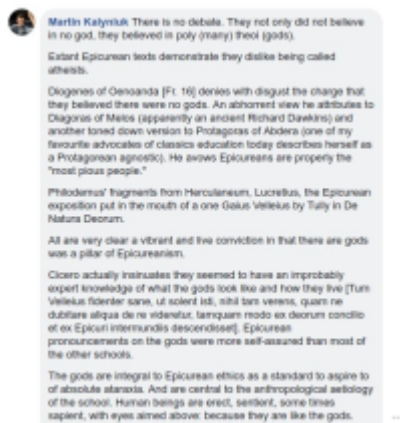 Martin Kalyniuk There is no debate. They not only did not believe
in no god, they believed in poly (many) theoi (gods).
Extant Epicurean texts demonstrate they dislike being called
atheists.
Diogenes of Oenoanda [Fr. 16] denies with disgust the charge that
they believed there were no gods. An abhorrent view he attributes to
Diagoras of Melos (apparently an ancient Richard Dawkins) and
another toned down version to Protagoras of Abdera (one of my
favourite advocates of classics education today describes herself as
a Protagorean agnostic). He avows Epicureans are properly the
"most pious people."
Philodemus' fragments from Herculaneum, Lucretius, the Epicurean
exposition put in the mouth of a one Gaius Velleius by Tully in De
Natura Deorum.
All are very clear a vibrant and live conviction in that there are gods
was a pillar of Epicureanism.
Cicero actually insinuates they seemed to have an improbably
expert knowledge of what the gods look like and how they live [Tum
Velleius fidenter sane, ut solent isti, nihil tam verens, quam ne
dubitare aliqua de re videretur, tamquam modo ex deorum concilio
et ex Epicuri intermundiis descendisset]. Epicurean
pronouncements on the gods were more self-assured than most of
the other schools.
The gods are integral to Epicurean ethics as a standard to aspire to
of absolute ataraxia. And are central to the anthropological aetiology
of the school. Human beings are erect, sentient, some times
sapient, with eyes aimed above: because they are like the gods.